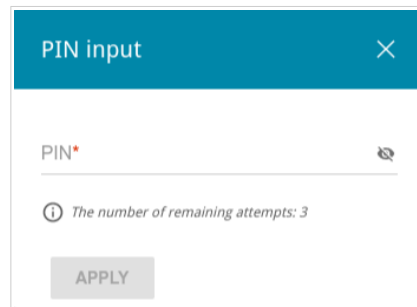 PIN input
PIN*
The number of remaining attempts: 3
APPLY